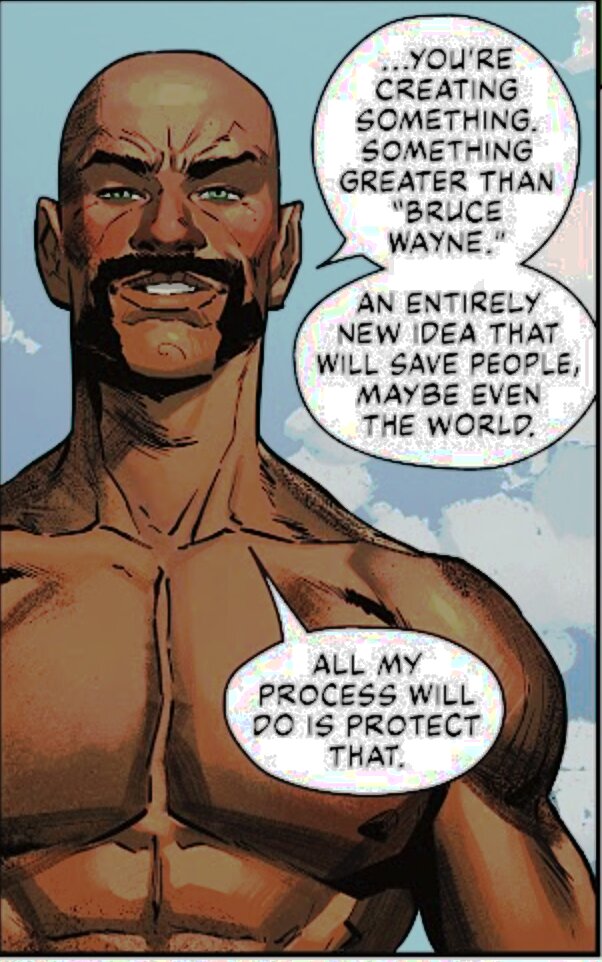 ...YOU'RE
CREATING
SOMETHING.
SOMETHING
GREATER THAN
"BRUCE
WAYNE."
AN ENTIRELY
NEW IDEA THAT
WILL SAVE PEOPLE,
MAYBE EVEN
THE WORLD.
ALL MY
PROCESS WILL
DO IS PROTECT
THAT.